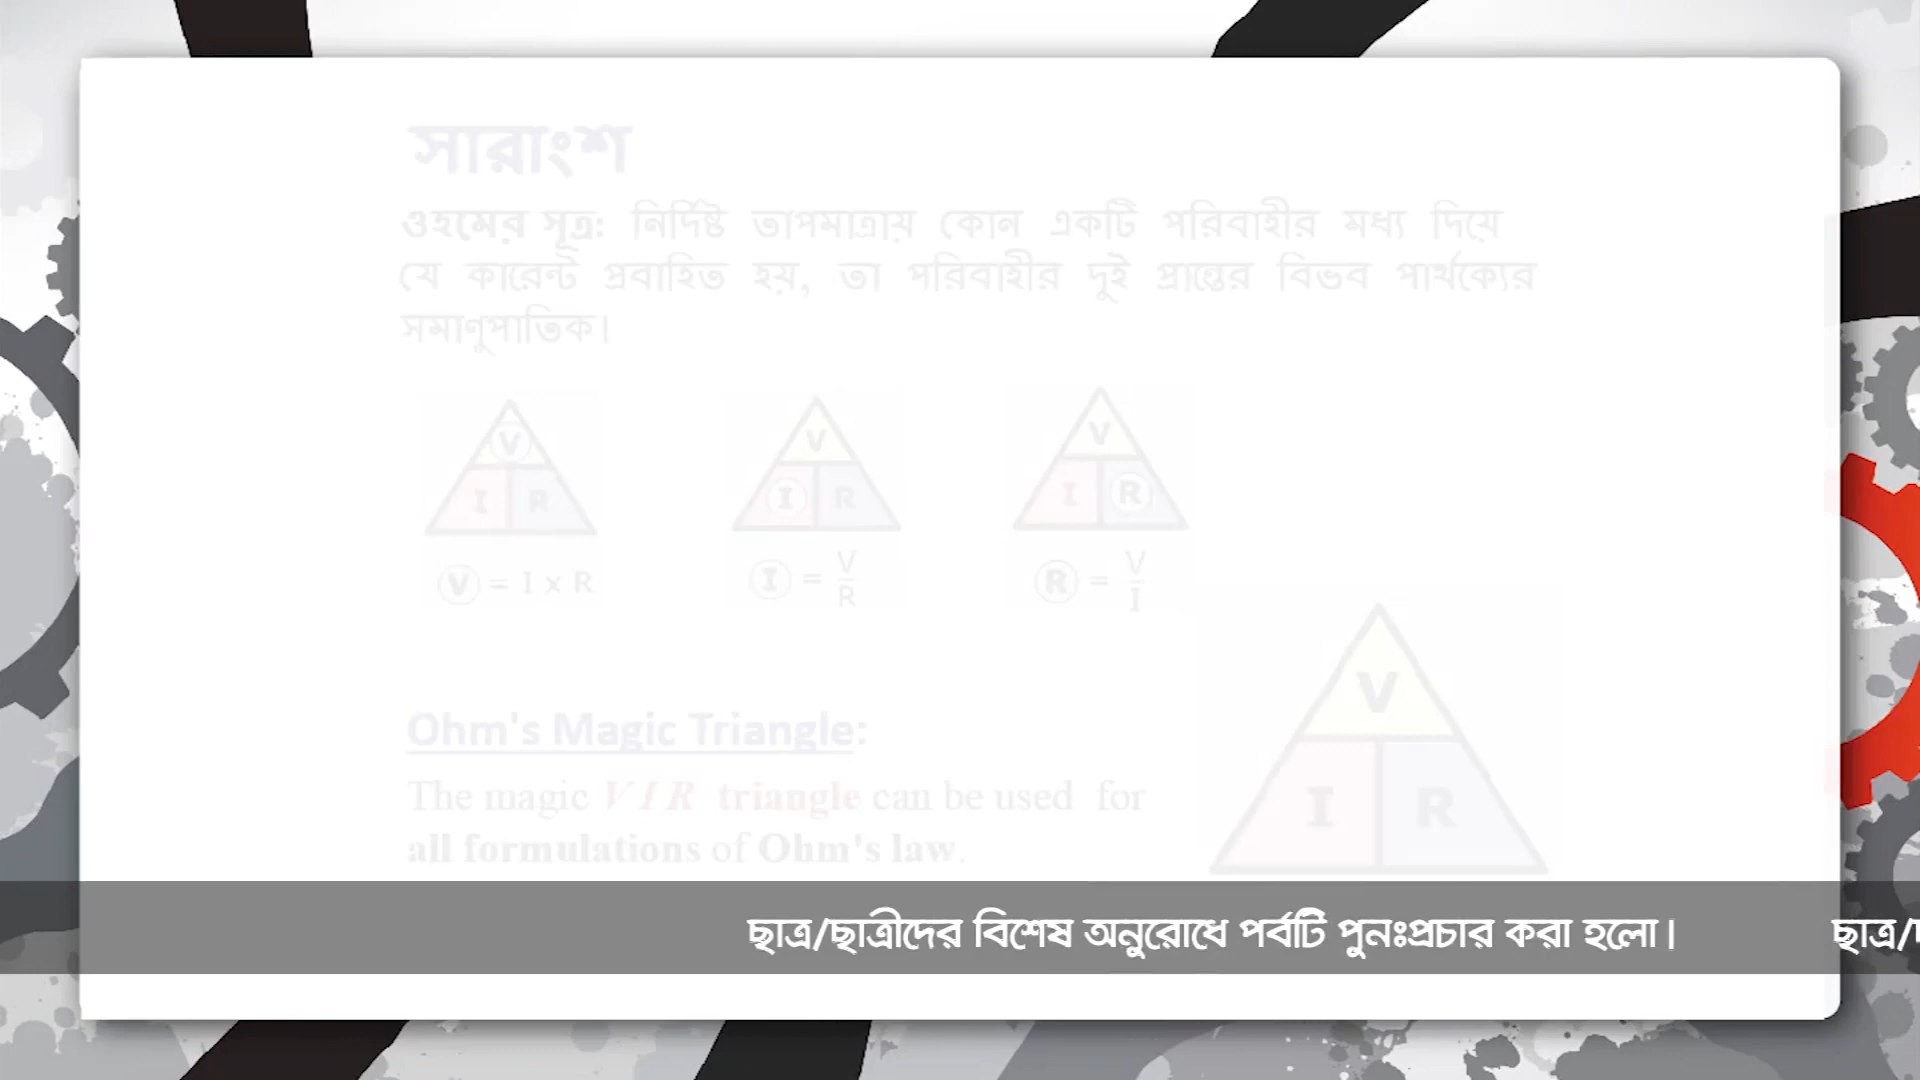 সারাংশ
ওহমের সূত্র: নির্দিষ্ট তাপমাত্রায় কোন একটি পরিবাহীর মধ্য দিয়ে
যে কারেন্ট প্রবাহিত হয়, তা পরিবাহীর দুই প্রান্তের বিভব পার্থক্যের
সমাণুপাতিক।
V
I R
V = I x R
V
I R
I = V/R
V
I R
R = V/I
Ohm's Magic Triangle:
The magic V I R triangle can be used for
all formulations of Ohm's law.
V
I R
ছাত্র/ছাত্রীদের বিশেষ অনুরোধে পর্বটি পুনঃপ্রচার করা হলো।
ছাত্র/